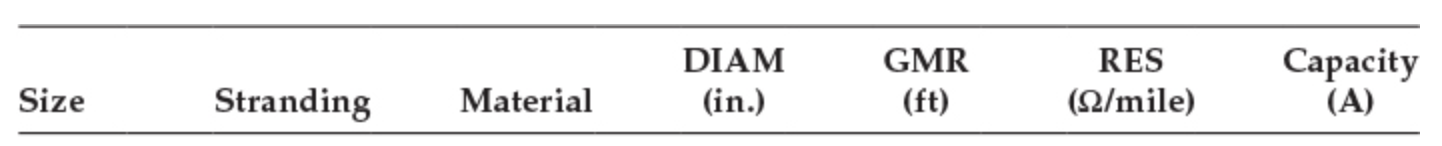 DIAM GMR RES Capacity
Size Stranding Material (in.) (ft) (Ω/mile) (A)